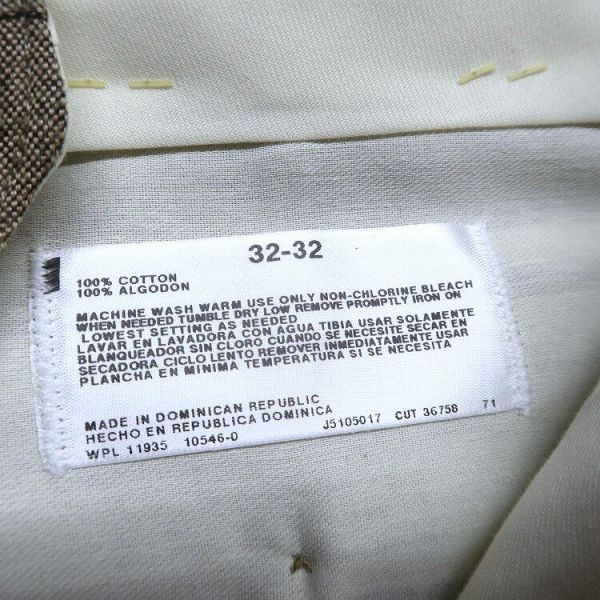 32-32
100% COTTON
100% ALGODON
MACHINE WASH WARM USE ONLY NON-CHLORINE BLEACH
WHEN NEEDED TUMBLE DRY LOW REMOVE PROMPTLY IRON ON
LOWEST SETTING AS NEEDED
LAVAR EN LAVADORA CON AGUA TIBIA USAR SOLAMENTE
BLANQUEADOR SIN CLORO CUANDO SE NECESITE SECAR EN
SECADORA CICLO LENTO REMOVER INMEDIATAMENTE USAR
PLANCHA EN MINIMA TEMPERATURA SI SE NECESITA
MADE IN DOMINICAN REPUBLIC
HECHO EN REPUBLICA DOMINICA
WPL 11935 10546-0 J5105017 CUT 36758 71